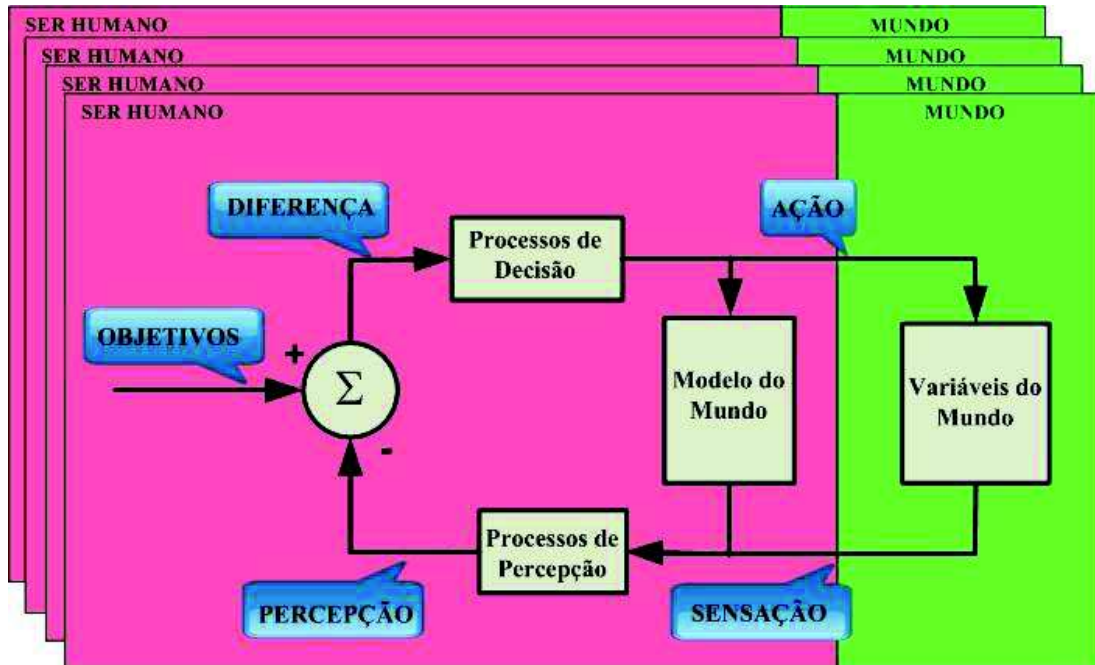 SER HUMANO
MUNDO
SER HUMANO
MUNDO
SER HUMANO
MUNDO
SER HUMANO
MUNDO
DIFERENÇA
AÇÃO
Processos de
Decisão
OBJETIVOS
+
Σ
-
Modelo do
Mundo
Variáveis do
Mundo
Processos de
Percepção
PERCEPÇÃO
SENSAÇÃO